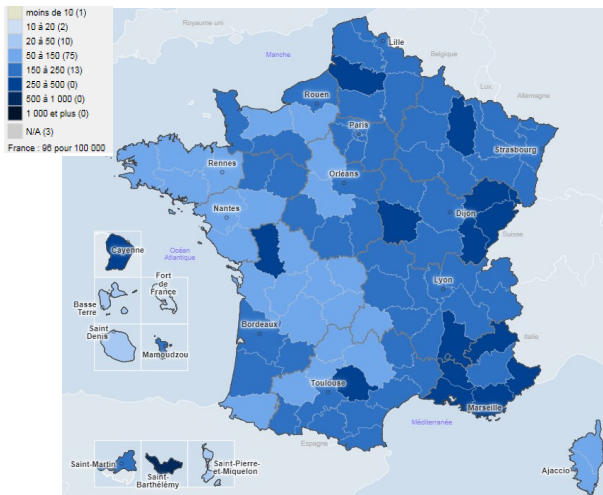 moins de 10 (1)
10 à 20 (2)
20 à 50 (10)
50 à 150 (75)
150 à 250 (13)
250 à 500 (0)
500 à 1 000 (0)
1 000 et plus (0)
N/A (3)
France : 96 pour 100 000
Royaume uni
Manche
Lille
Belgique
Lux
Allemagne
Rouen
Paris
Strasbourg
Rennes
Orléans
Nantes
Dijon
Suisse
Cayenne
Océan
Atlantique
Fort
de
France
Basse
Terre
Lyon
Saint
Denis
Mamoudzou
Bordeaux
Italie
Toulouse
Marseille
Méditerranée
Espagne
Saint-Martin
Saint-
Barthélémy
Saint-Pierre
et-Miquelon
Ajaccio